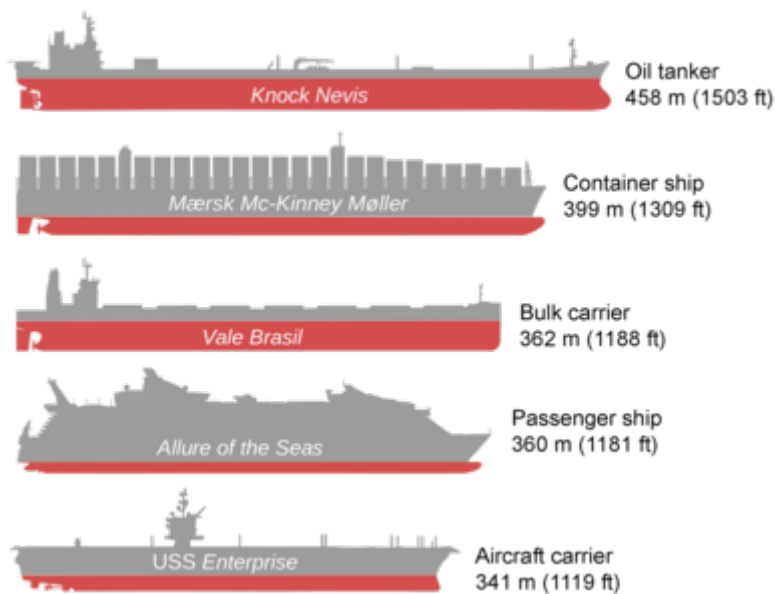 Knock Nevis
Oil tanker
458 m (1503 ft)
Mærsk Mc-Kinney Møller
Container ship
399 m (1309 ft)
Vale Brasil
Bulk carrier
362 m (1188 ft)
Allure of the Seas
Passenger ship
360 m (1181 ft)
USS Enterprise
Aircraft carrier
341 m (1119 ft)